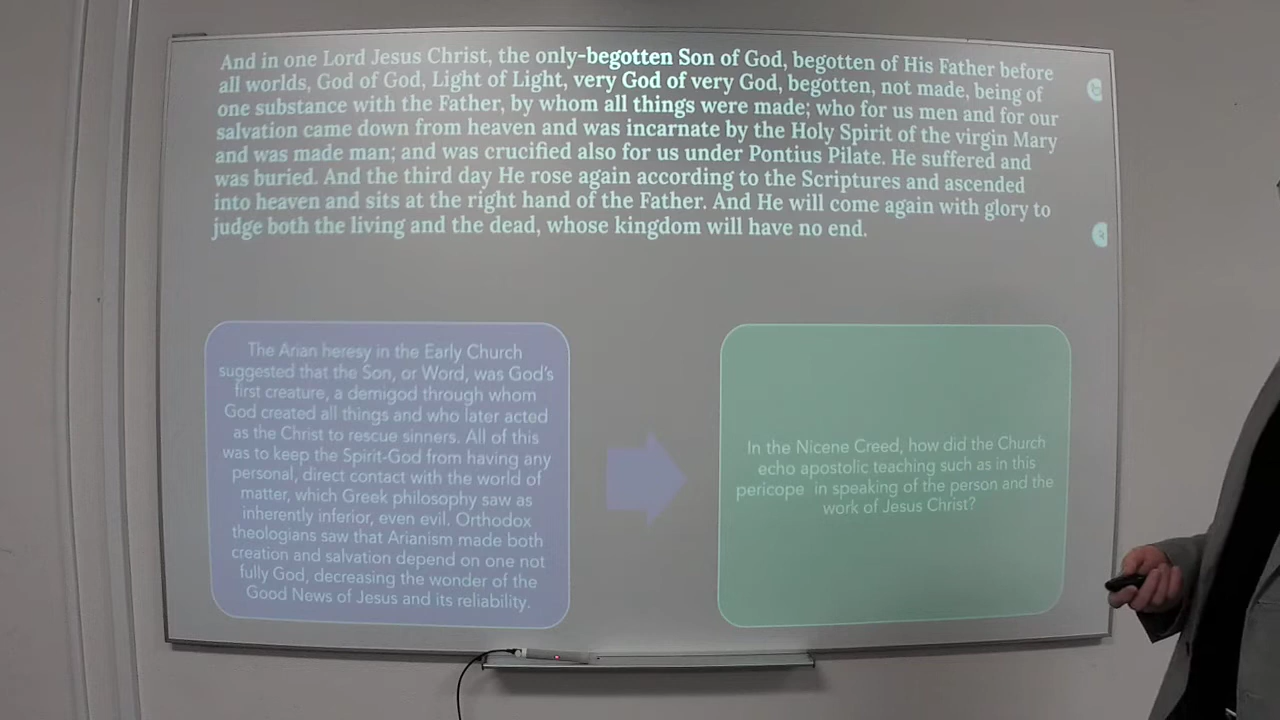 And in one Lord Jesus Christ, the only-begotten Son of God, begotten of His Father before
all worlds, God of God, Light of Light, very God of very God, begotten, not made, being of
one substance with the Father, by whom all things were made; who for us men and for our
salvation came down from heaven and was incarnate by the Holy Spirit of the virgin Mary
and was made man; and was crucified also for us under Pontius Pilate. He suffered and
was buried. And the third day He rose again according to the Scriptures and ascended
into heaven and sits at the right hand of the Father. And He will come again with glory to
judge both the living and the dead, whose kingdom will have no end.
The Arian heresy in the Early Church
suggested that the Son, or Word, was God's
first creature, a demigod through whom
God created all things and who later acted
as the Christ to rescue sinners. All of this
was to keep the Spirit-God from having any
personal, direct contact with the world of
matter, which Greek philosophy saw as
inherently inferior, even evil. Orthodox
theologians saw that Arianism made both
creation and salvation depend on one not
fully God, decreasing the wonder of the
Good News of Jesus and its reliability.
In the Nicene Creed, how did the Church
echo apostolic teaching such as in this
pericope in speaking of the person and the
work of Jesus Christ?